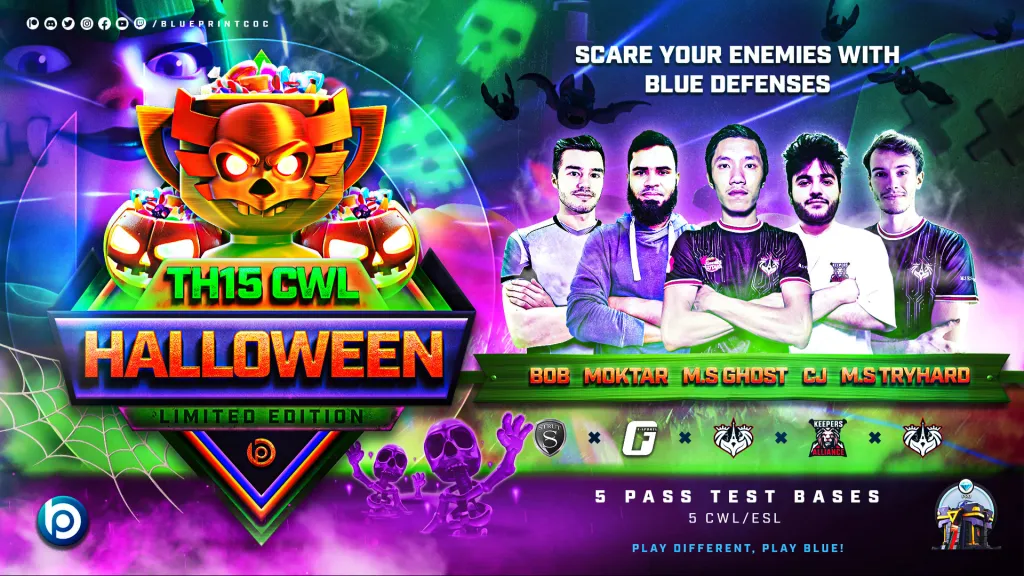 /BLUEPRINTCOC
SCARE YOUR ENEMIES WITH
BLUE DEFENSES
TH15 CWL
HALLOWEEN
LIMITED EDITION
BOB MOKTAR M.S GHOST CJ M.S TRYHARD
KEEPERS
ALLIANCE
5 PASS TEST BASES
5 CWL/ESL
PLAY DIFFERENT, PLAY BLUE!